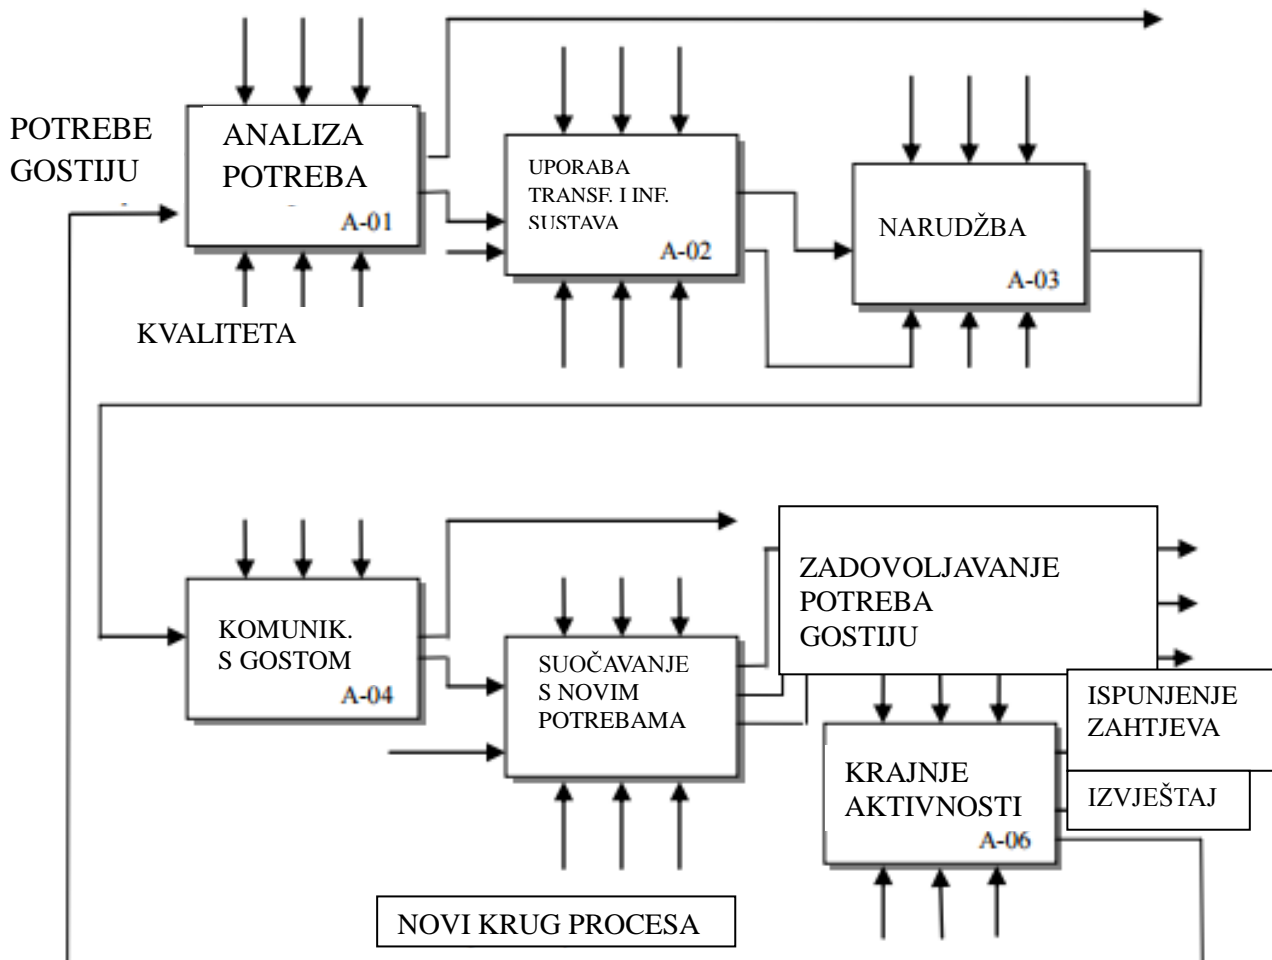 POTREBE
GOSTIJU
ANALIZA
POTREBA
A-01
KVALITETA
UPORABA
TRANSF. I INF.
SUSTAVA
A-02
NARUDŽBA
A-03
KOMUNIK.
S GOSTOM
A-04
SUOČAVANJE
S NOVIM
POTREBAMA
ZADOVOLJAVANJE
POTREBA
GOSTIJU
ISPUNJENJE
ZAHTJEVA
KRAJNJE
AKTIVNOSTI
A-06
IZVJEŠTAJ
NOVI KRUG PROCESA